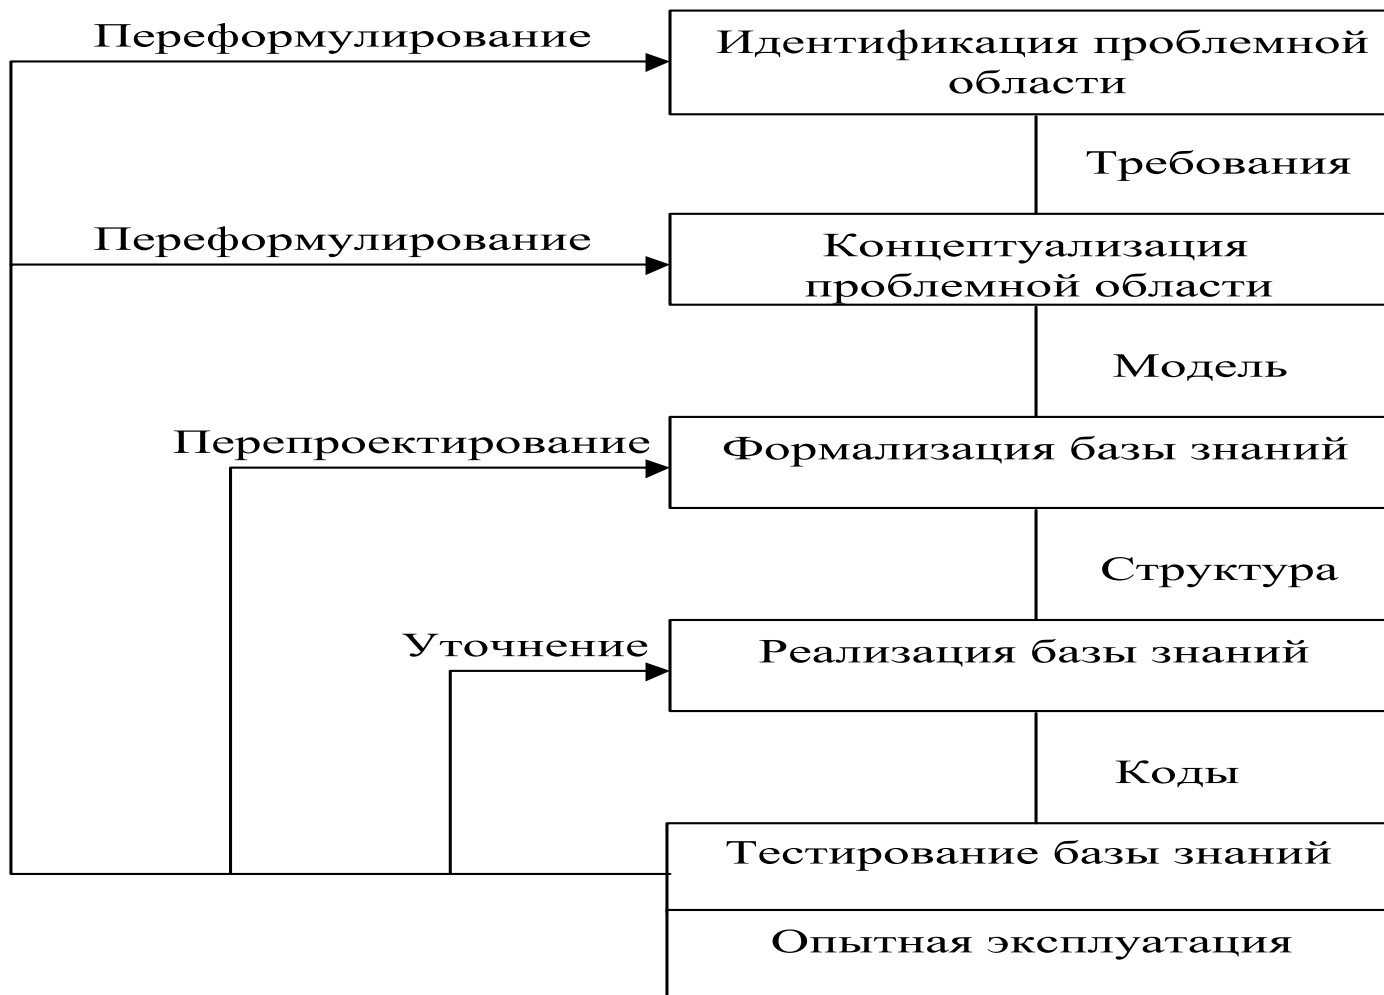 Переформулирование
Идентификация проблемной
области
Требования
Переформулирование
Концептуализация
проблемной области
Модель
Перепроектирование
Формализация базы знаний
Структура
Уточнение
Реализация базы знаний
Коды
Тестирование базы знаний
Опытная эксплуатация